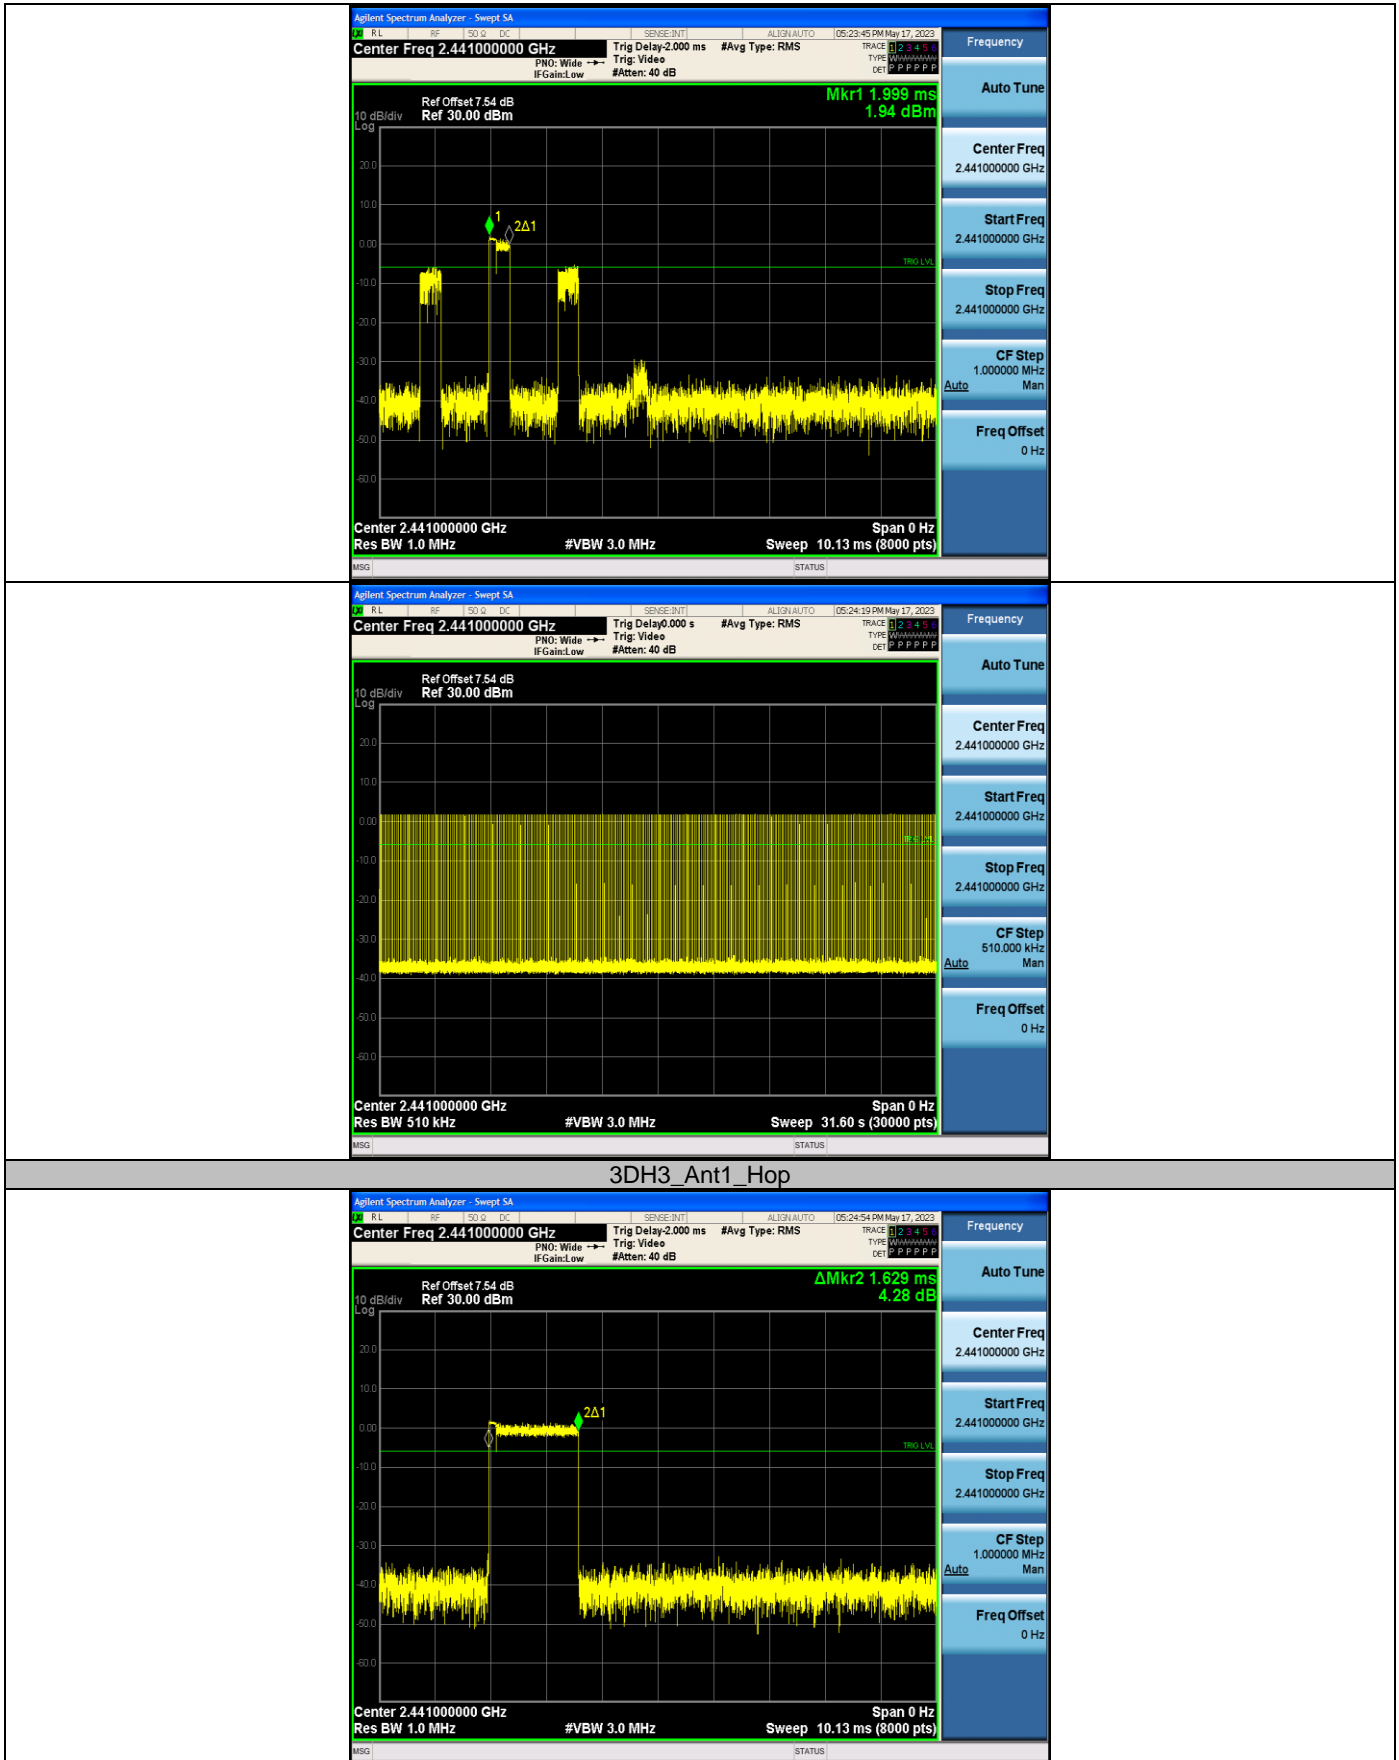 Agilent Spectrum Analyzer - Swept SA
RL RF 50 Ω DC SENSE:INT ALIGN AUTO 05:23:45 PM May 17, 2023
Center Freq 2.441000000 GHz
Trig Delay-2.000 ms #Avg Type: RMS
PNO: Wide Trig: Video
IFGain:Low #Atten: 40 dB
TRACE 1 2 3 4 5 6
TYPE
DET P P P P P P
Mkr1 1.999 ms
1.94 dBm
Ref Offset 7.54 dB
10 dB/div Ref 30.00 dBm
Log
20.0
10.0
1
2Δ1
0.00
TRIG LVL
-10.0
-20.0
-30.0
-40.0
-50.0
-60.0
Center 2.441000000 GHz Span 0 Hz
Res BW 1.0 MHz #VBW 3.0 MHz Sweep 10.13 ms (8000 pts)
MSG STATUS
Frequency
Auto Tune
Center Freq
2.441000000 GHz
Start Freq
2.441000000 GHz
Stop Freq
2.441000000 GHz
CF Step
1.000000 MHz
Auto Man
Freq Offset
0 Hz
Agilent Spectrum Analyzer - Swept SA
RL RF 50 Ω DC SENSE:INT ALIGN AUTO 05:24:19 PM May 17, 2023
Center Freq 2.441000000 GHz
Trig Delay0.000 s #Avg Type: RMS
PNO: Wide Trig: Video
IFGain:Low #Atten: 40 dB
TRACE 1 2 3 4 5 6
TYPE
DET P P P P P P
Ref Offset 7.54 dB
10 dB/div Ref 30.00 dBm
Log
20.0
10.0
0.00
-10.0
-20.0
-30.0
-40.0
-50.0
-60.0
Center 2.441000000 GHz Span 0 Hz
Res BW 510 kHz #VBW 3.0 MHz Sweep 31.60 s (30000 pts)
MSG STATUS
Frequency
Auto Tune
Center Freq
2.441000000 GHz
Start Freq
2.441000000 GHz
Stop Freq
2.441000000 GHz
CF Step
510.000 kHz
Auto Man
Freq Offset
0 Hz
3DH3_Ant1_Hop
Agilent Spectrum Analyzer - Swept SA
RL RF 50 Ω DC SENSE:INT ALIGN AUTO 05:24:54 PM May 17, 2023
Center Freq 2.441000000 GHz
Trig Delay-2.000 ms #Avg Type: RMS
PNO: Wide Trig: Video
IFGain:Low #Atten: 40 dB
TRACE 1 2 3 4 5 6
TYPE
DET P P P P P P
ΔMkr2 1.629 ms
4.28 dB
Ref Offset 7.54 dB
10 dB/div Ref 30.00 dBm
Log
20.0
10.0
2Δ1
0.00
TRIG LVL
-10.0
-20.0
-30.0
-40.0
-50.0
-60.0
Center 2.441000000 GHz Span 0 Hz
Res BW 1.0 MHz #VBW 3.0 MHz Sweep 10.13 ms (8000 pts)
MSG STATUS
Frequency
Auto Tune
Center Freq
2.441000000 GHz
Start Freq
2.441000000 GHz
Stop Freq
2.441000000 GHz
CF Step
1.000000 MHz
Auto Man
Freq Offset
0 Hz